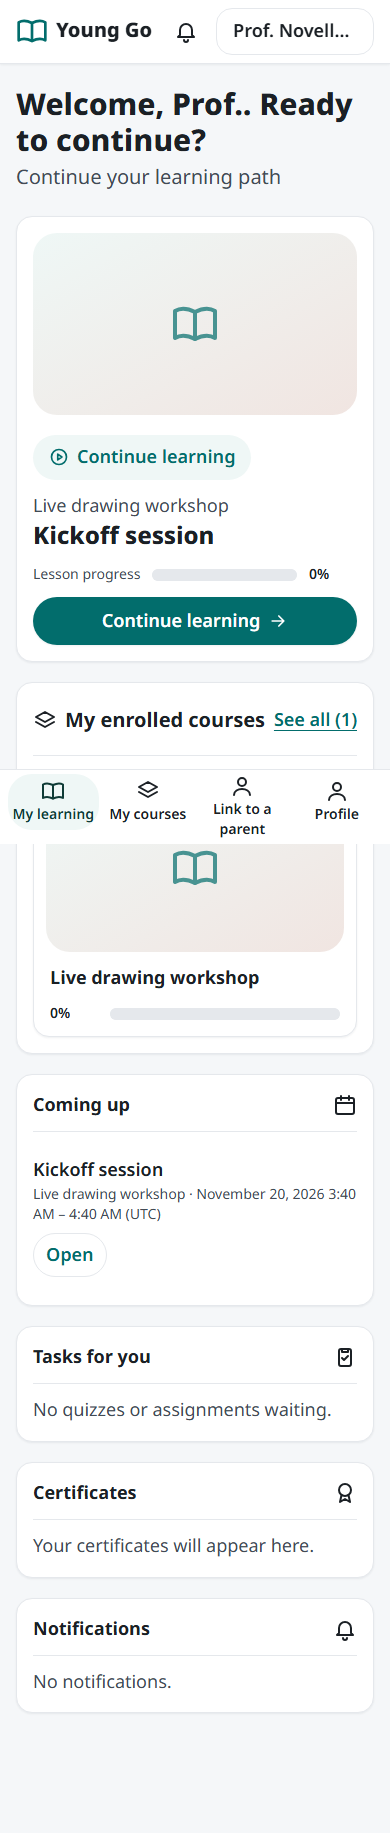 Young Go
Prof. Novell...
Welcome, Prof.. Ready
to continue?
Continue your learning path
Continue learning
Live drawing workshop
Kickoff session
Lesson progress 0%
Continue learning →
My enrolled courses See all (1)
My learning
My courses
Link to a
parent
Profile
Live drawing workshop
0%
Coming up
Kickoff session
Live drawing workshop · November 20, 2026 3:40
AM – 4:40 AM (UTC)
Open
Tasks for you
No quizzes or assignments waiting.
Certificates
Your certificates will appear here.
Notifications
No notifications.